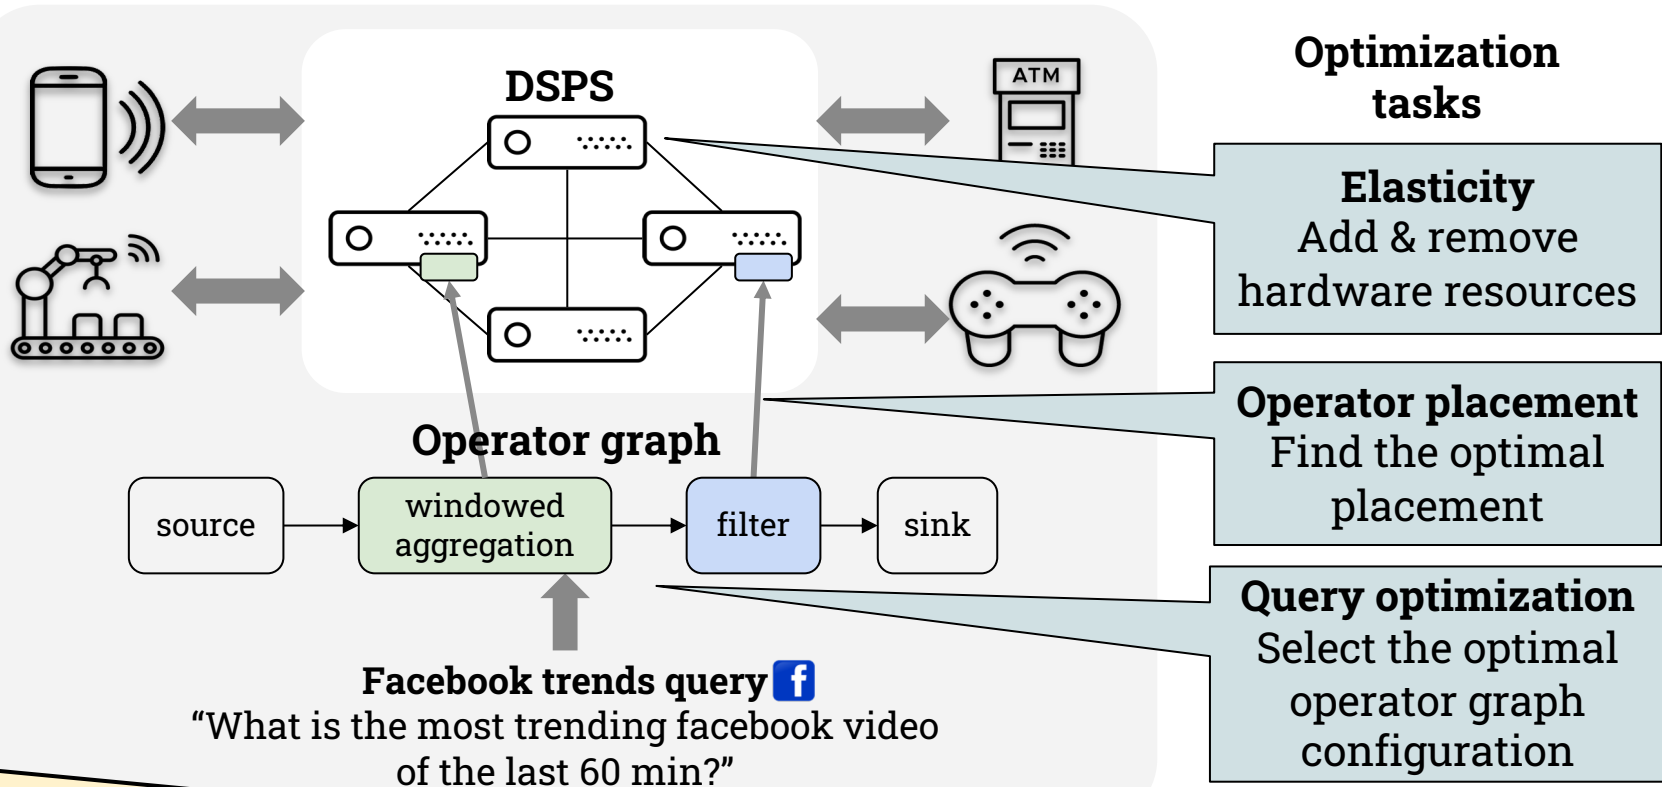 DSPS
ATM
Operator graph
source
windowed
aggregation
filter
sink
Facebook trends query f
“What is the most trending facebook video
of the last 60 min?”
Optimization
tasks
Elasticity
Add & remove
hardware resources
Operator placement
Find the optimal
placement
Query optimization
Select the optimal
operator graph
configuration